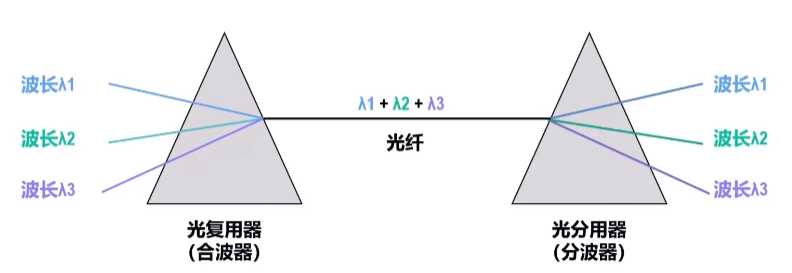 波长λ1
波长λ2
波长λ3
λ1 + λ2 + λ3
光纤
波长λ1
波长λ2
波长λ3
光复用器
(合波器)
光分用器
(分波器)